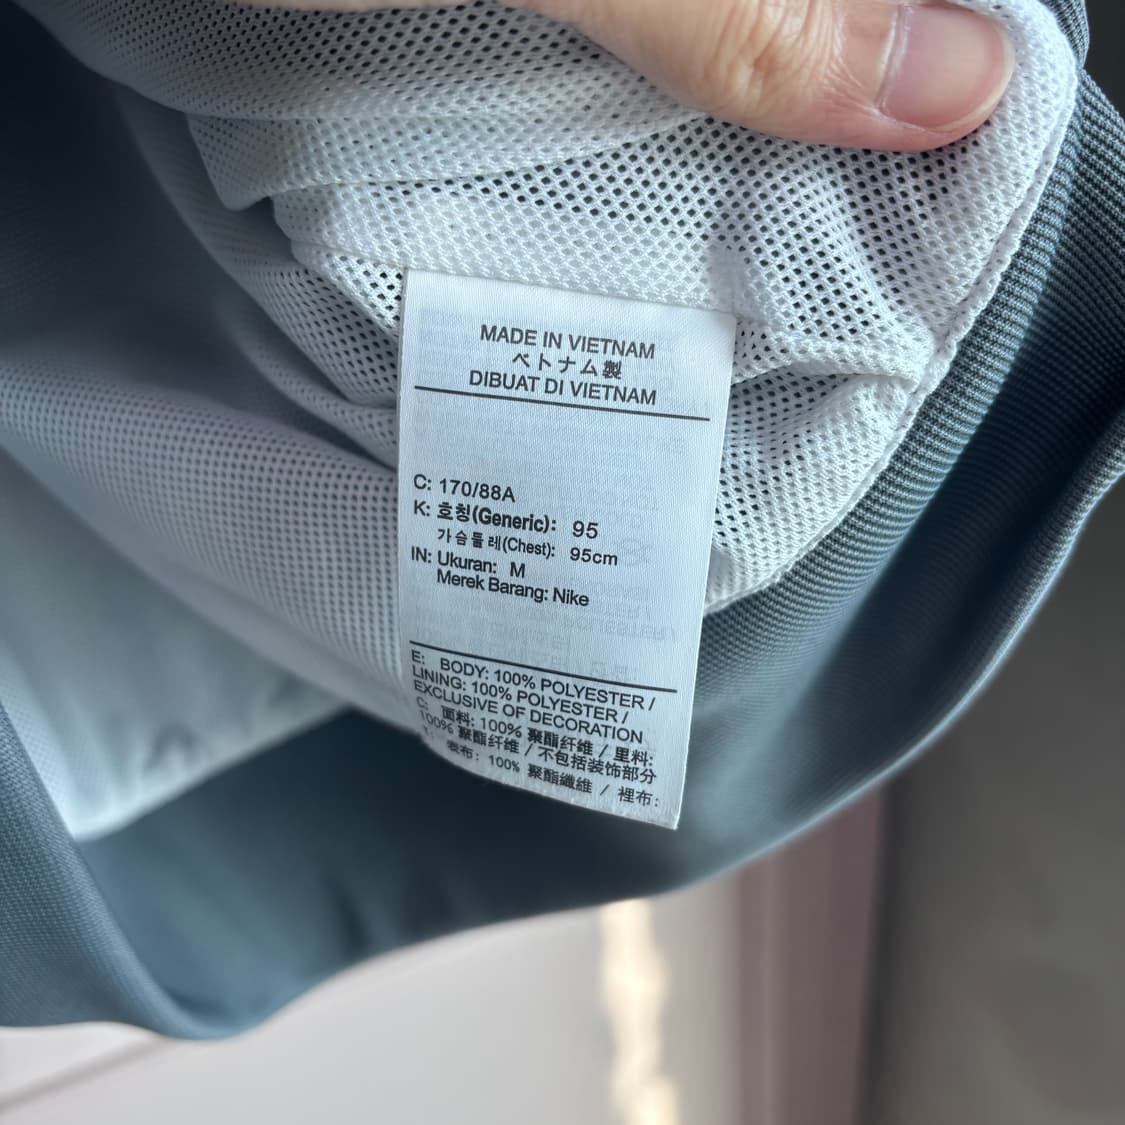 MADE IN VIETNAM
ベトナム製
DIBUAT DI VIETNAM
C: 170/88A
K: 호칭(Generic): 95
가슴둘레(Chest): 95cm
IN: Ukuran: M
Merek Barang: Nike
E: BODY: 100% POLYESTER /
LINING: 100% POLYESTER /
EXCLUSIVE OF DECORATION
C: 面料: 100% 聚酯纤维 / 里料:
100% 聚酯纤维 / 不包括装饰部分
表布: 100% 聚酯纖維 / 裡布: